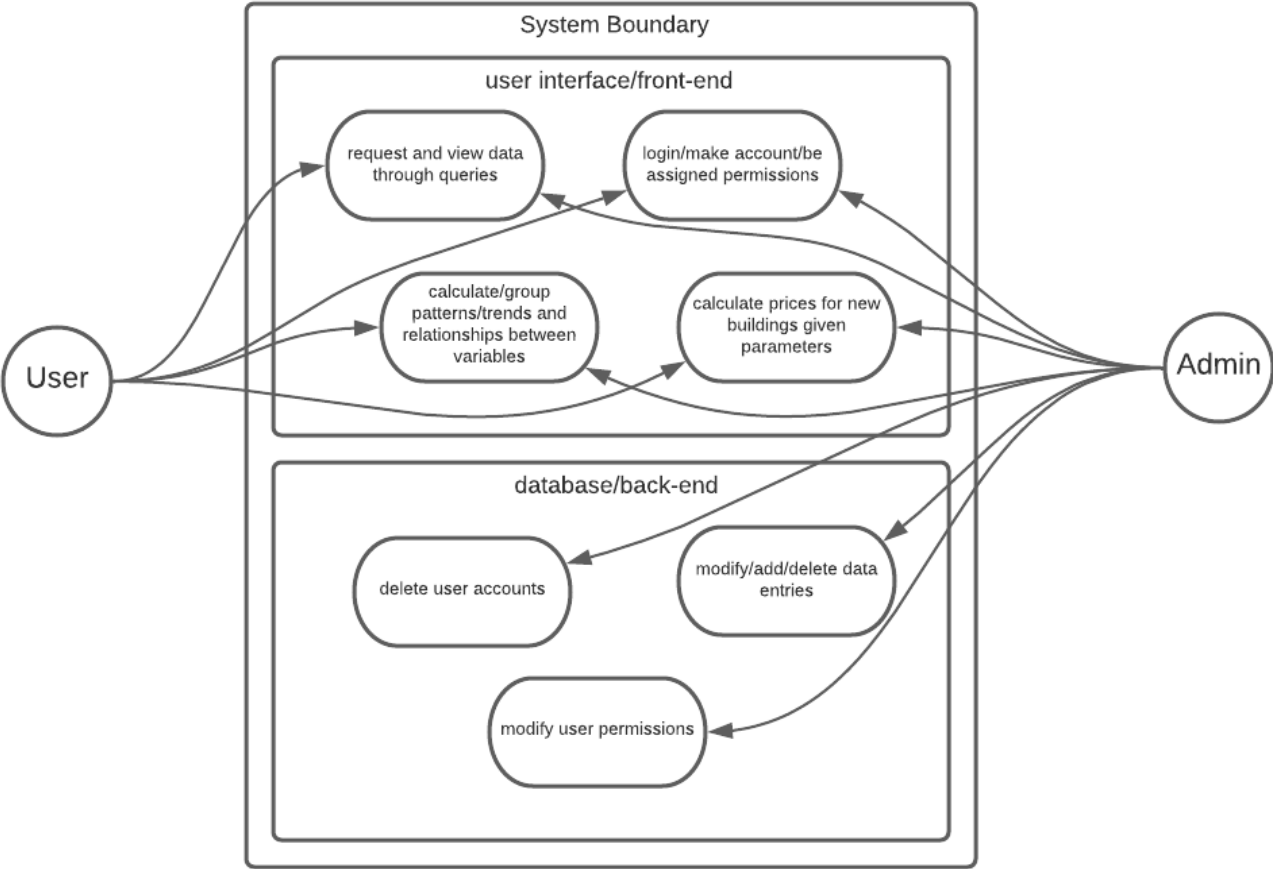 System Boundary
user interface/front-end
request and view data
through queries
login/make account/be
assigned permissions
calculate/group
patterns/trends and
relationships between
variables
calculate prices for new
buildings given
parameters
User
Admin
database/back-end
delete user accounts
modify/add/delete data
entries
modify user permissions